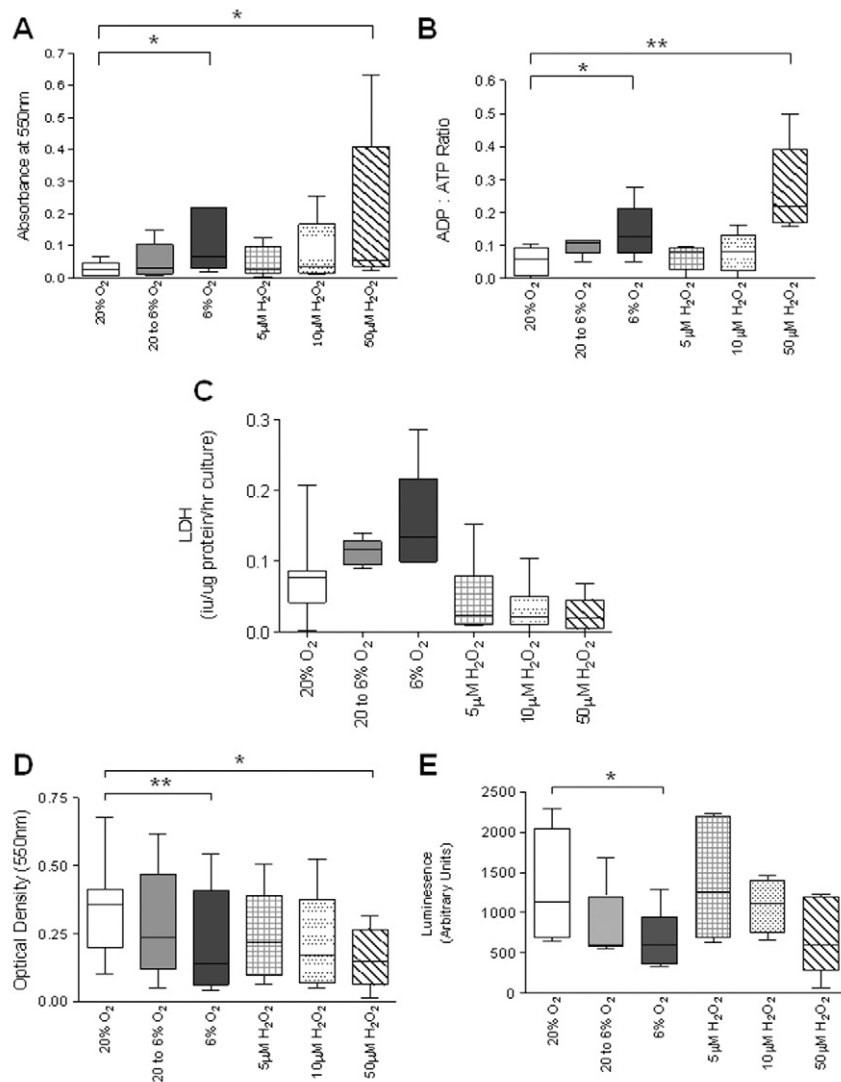 A
*
*
Absorbance at 550nm
0.7
0.6
0.5
0.4
0.3
0.2
0.1
0.0
20% O₂
20 to 6% O₂
6% O₂
5µM H₂O₂
10µM H₂O₂
50µM H₂O₂
B
**
*
ADP : ATP Ratio
0.6
0.5
0.4
0.3
0.2
0.1
0.0
20% O₂
20 to 6% O₂
6% O₂
5µM H₂O₂
10µM H₂O₂
50µM H₂O₂
C
LDH
(iu/ug protein/hr culture)
0.3
0.2
0.1
0.0
20% O₂
20 to 6% O₂
6% O₂
5µM H₂O₂
10µM H₂O₂
50µM H₂O₂
D
*
**
Optical Density (550nm)
0.75
0.50
0.25
0.00
20% O₂
20 to 6% O₂
6% O₂
5µM H₂O₂
10µM H₂O₂
50µM H₂O₂
E
*
Luminesence
(Arbitrary Units)
2500
2000
1500
1000
500
0
20% O₂
20 to 6% O₂
6% O₂
5µM H₂O₂
10µM H₂O₂
50µM H₂O₂